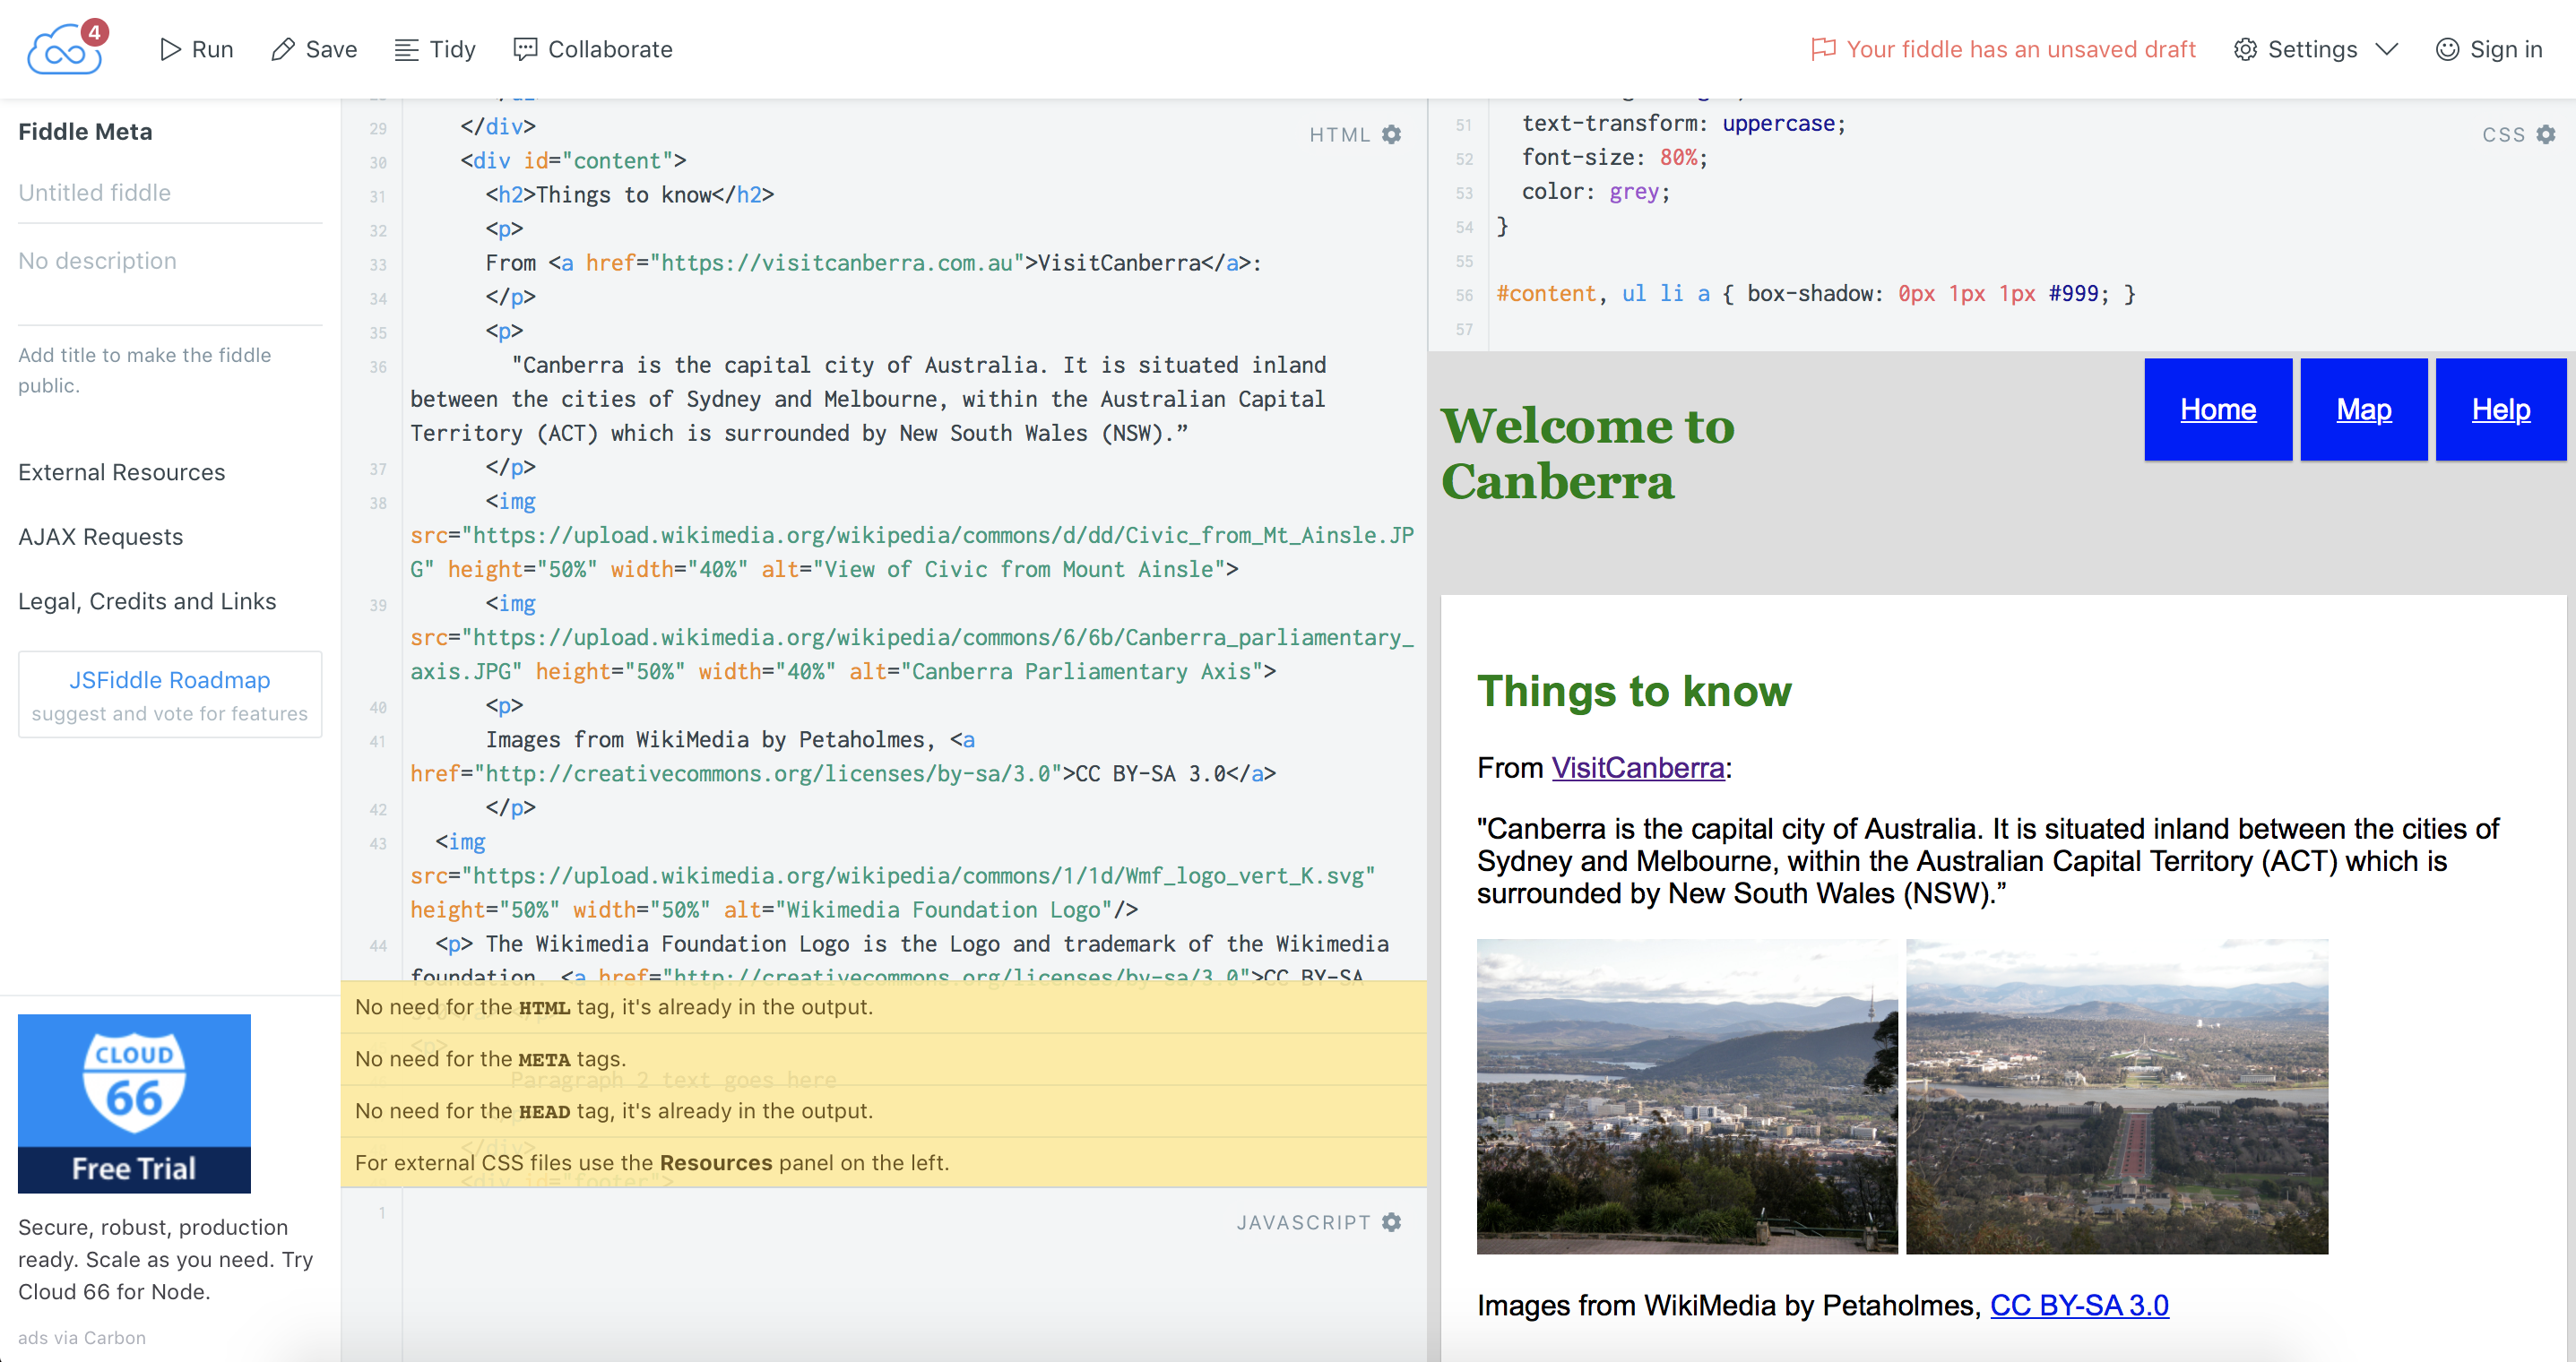 4
Run
Save
Tidy
Collaborate
Your fiddle has an unsaved draft
Settings
Sign in
Fiddle Meta
Untitled fiddle
No description
Add title to make the fiddle
public.
External Resources
AJAX Requests
Legal, Credits and Links
JSFiddle Roadmap
suggest and vote for features
CLOUD
66
Free Trial
Secure, robust, production
ready. Scale as you need. Try
Cloud 66 for Node.
ads via Carbon
HTML
29 </div>
30 <div id="content">
31 <h2>Things to know</h2>
32 <p>
33 From <a href="https://visitcanberra.com.au">VisitCanberra</a>:
34 </p>
35 <p>
36 "Canberra is the capital city of Australia. It is situated inland
between the cities of Sydney and Melbourne, within the Australian Capital
Territory (ACT) which is surrounded by New South Wales (NSW).”
37 </p>
38 <img
src="https://upload.wikimedia.org/wikipedia/commons/d/dd/Civic_from_Mt_Ainsle.JP
G" height="50%" width="40%" alt="View of Civic from Mount Ainsle">
39 <img
src="https://upload.wikimedia.org/wikipedia/commons/6/6b/Canberra_parliamentary_
axis.JPG" height="50%" width="40%" alt="Canberra Parliamentary Axis">
40 <p>
41 Images from WikiMedia by Petaholmes, <a
href="http://creativecommons.org/licenses/by-sa/3.0">CC BY-SA 3.0</a>
42 </p>
43 <img
src="https://upload.wikimedia.org/wikipedia/commons/1/1d/Wmf_logo_vert_K.svg"
height="50%" width="50%" alt="Wikimedia Foundation Logo"/>
44 <p> The Wikimedia Foundation Logo is the Logo and trademark of the Wikimedia
foundation. <a href="http://creativecommons.org/licenses/by-sa/3.0">CC BY-SA
No need for the HTML tag, it's already in the output.
<p>
No need for the META tags.
Paragraph 2 text goes here
No need for the HEAD tag, it's already in the output.
</div>
For external CSS files use the Resources panel on the left.
<div id="footer">
1
JAVASCRIPT
CSS
51 text-transform: uppercase;
52 font-size: 80%;
53 color: grey;
54 }
55
56 #content, ul li a { box-shadow: 0px 1px 1px #999; }
57
Home
Map
Help
Welcome to
Canberra
Things to know
From VisitCanberra:
"Canberra is the capital city of Australia. It is situated inland between the cities of
Sydney and Melbourne, within the Australian Capital Territory (ACT) which is
surrounded by New South Wales (NSW).”
Images from WikiMedia by Petaholmes, CC BY-SA 3.0